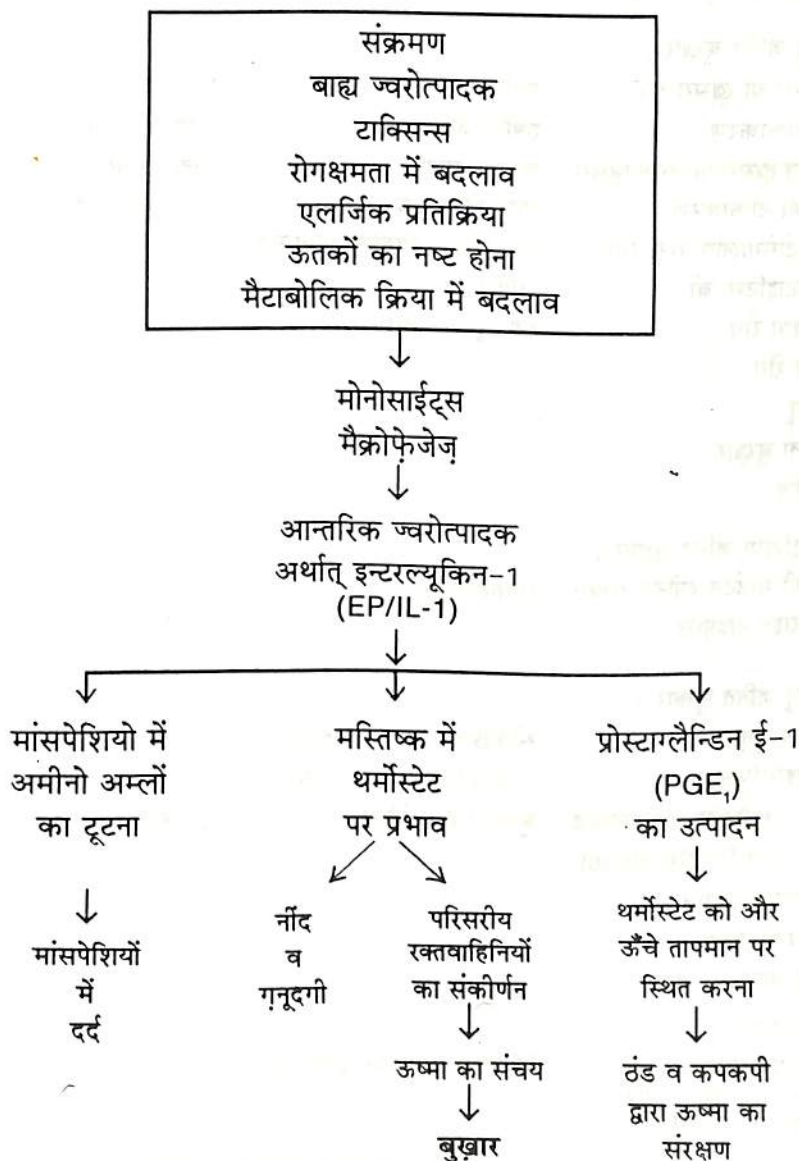 संक्रमण
बाह्य ज्वरोत्पादक
टाक्सिन्स
रोगक्षमता में बदलाव
एलर्जिक प्रतिक्रिया
ऊतकों का नष्ट होना
मैटाबोलिक क्रिया में बदलाव
मोनोसाईट्स
मैक्रोफ़ेजेज़
आन्तरिक ज्वरोत्पादक
अर्थात् इन्टरल्यूकिन-1
(EP/IL-1)
मांसपेशियो में
अमीनो अम्लों
का टूटना
मांसपेशियों
में
दर्द
मस्तिष्क में
थर्मोस्टेट
पर प्रभाव
नींद
व
ग़नूदगी
परिसरीय
रक्तवाहिनियों
का संकीर्णन
ऊष्मा का संचय
बुख़ार
प्रोस्टाग्लैन्डिन ई-1
(PGE₁)
का उत्पादन
थर्मोस्टेट को और
ऊँचे तापमान पर
स्थित करना
ठंड व कपकपी
द्वारा ऊष्मा का
संरक्षण